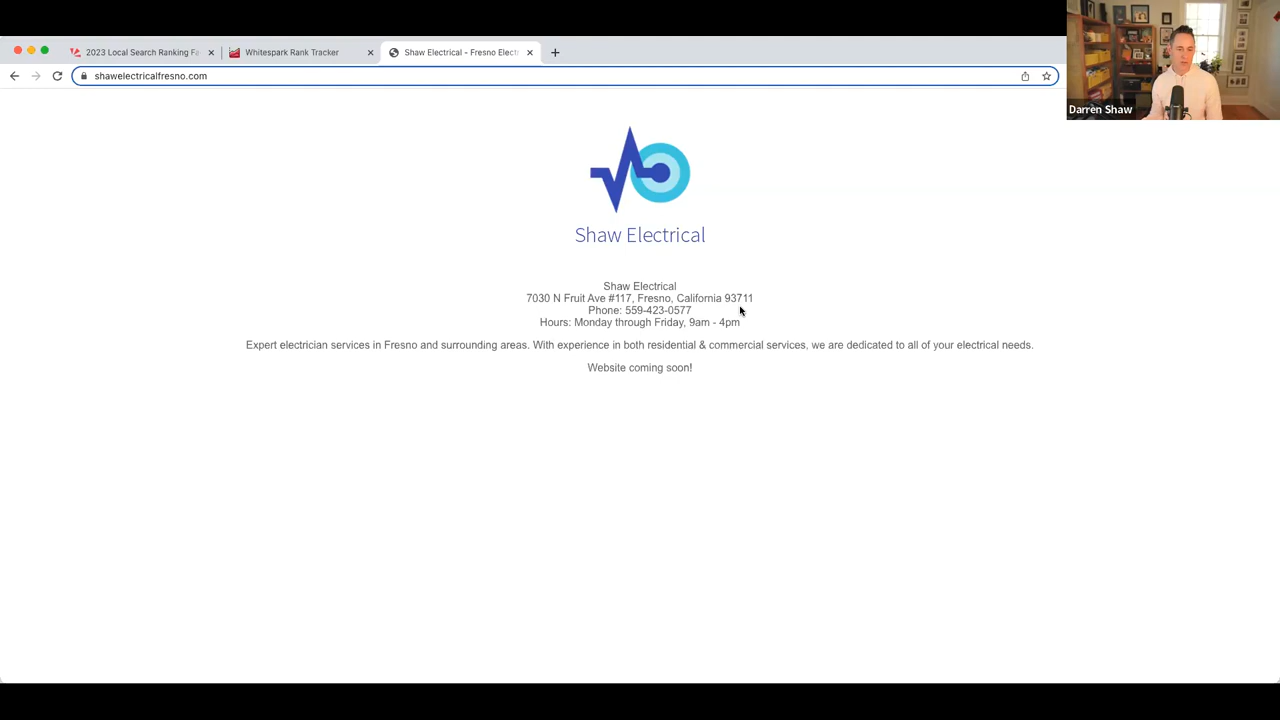 2023 Local Search Ranking Fa
Whitespark Rank Tracker
Shaw Electrical - Fresno Elect
shawelectricalfresno.com
Darren Shaw
Shaw Electrical
Shaw Electrical
7030 N Fruit Ave #117, Fresno, California 93711
Phone: 559-423-0577
Hours: Monday through Friday, 9am - 4pm
Expert electrician services in Fresno and surrounding areas. With experience in both residential & commercial services, we are dedicated to all of your electrical needs.
Website coming soon!